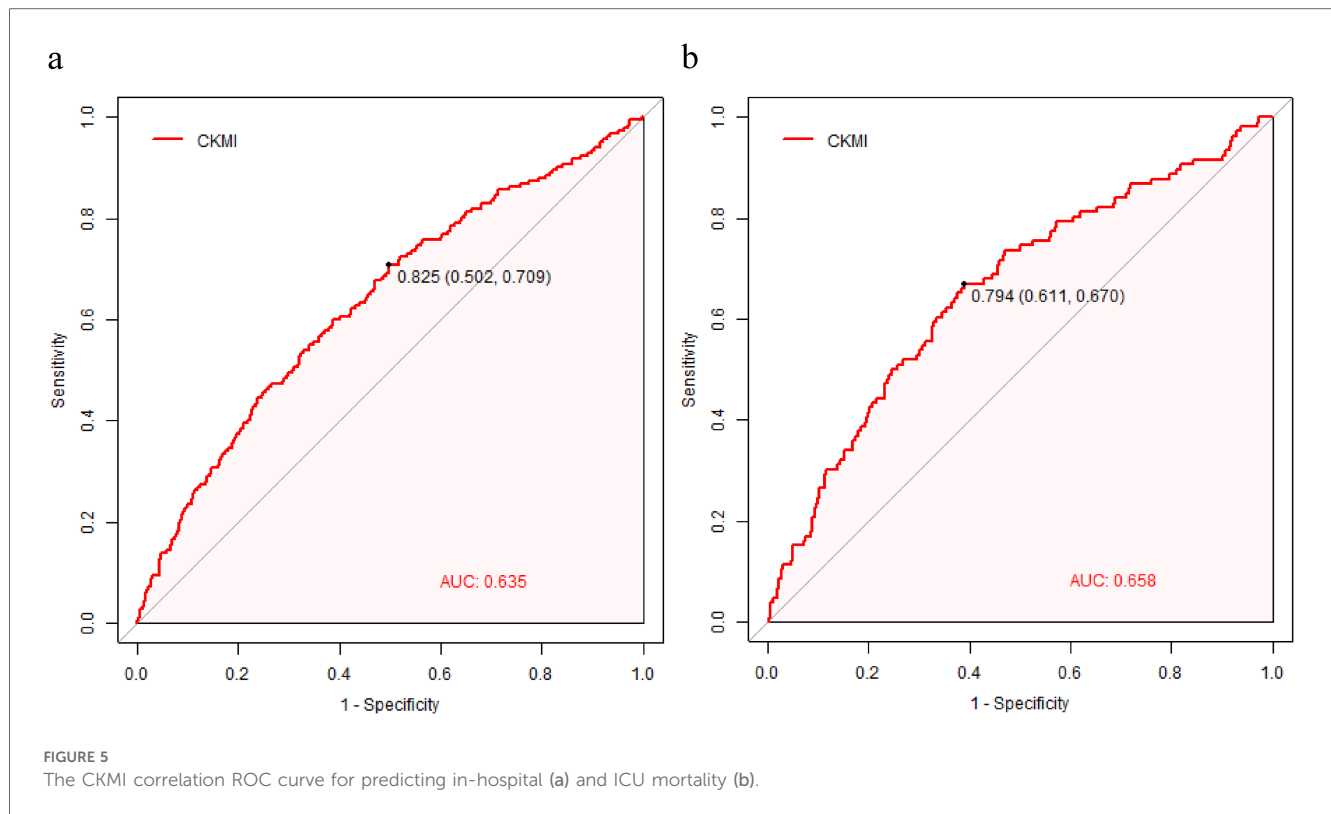 a
1.0
0.8
0.6
0.4
0.2
0.0
Sensitivity
CKMI
0.825 (0.502, 0.709)
AUC: 0.635
0.0 0.2 0.4 0.6 0.8 1.0
1 - Specificity
b
1.0
0.8
0.6
0.4
0.2
0.0
Sensitivity
CKMI
0.794 (0.611, 0.670)
AUC: 0.658
0.0 0.2 0.4 0.6 0.8 1.0
1 - Specificity
FIGURE 5
The CKMI correlation ROC curve for predicting in-hospital (a) and ICU mortality (b).